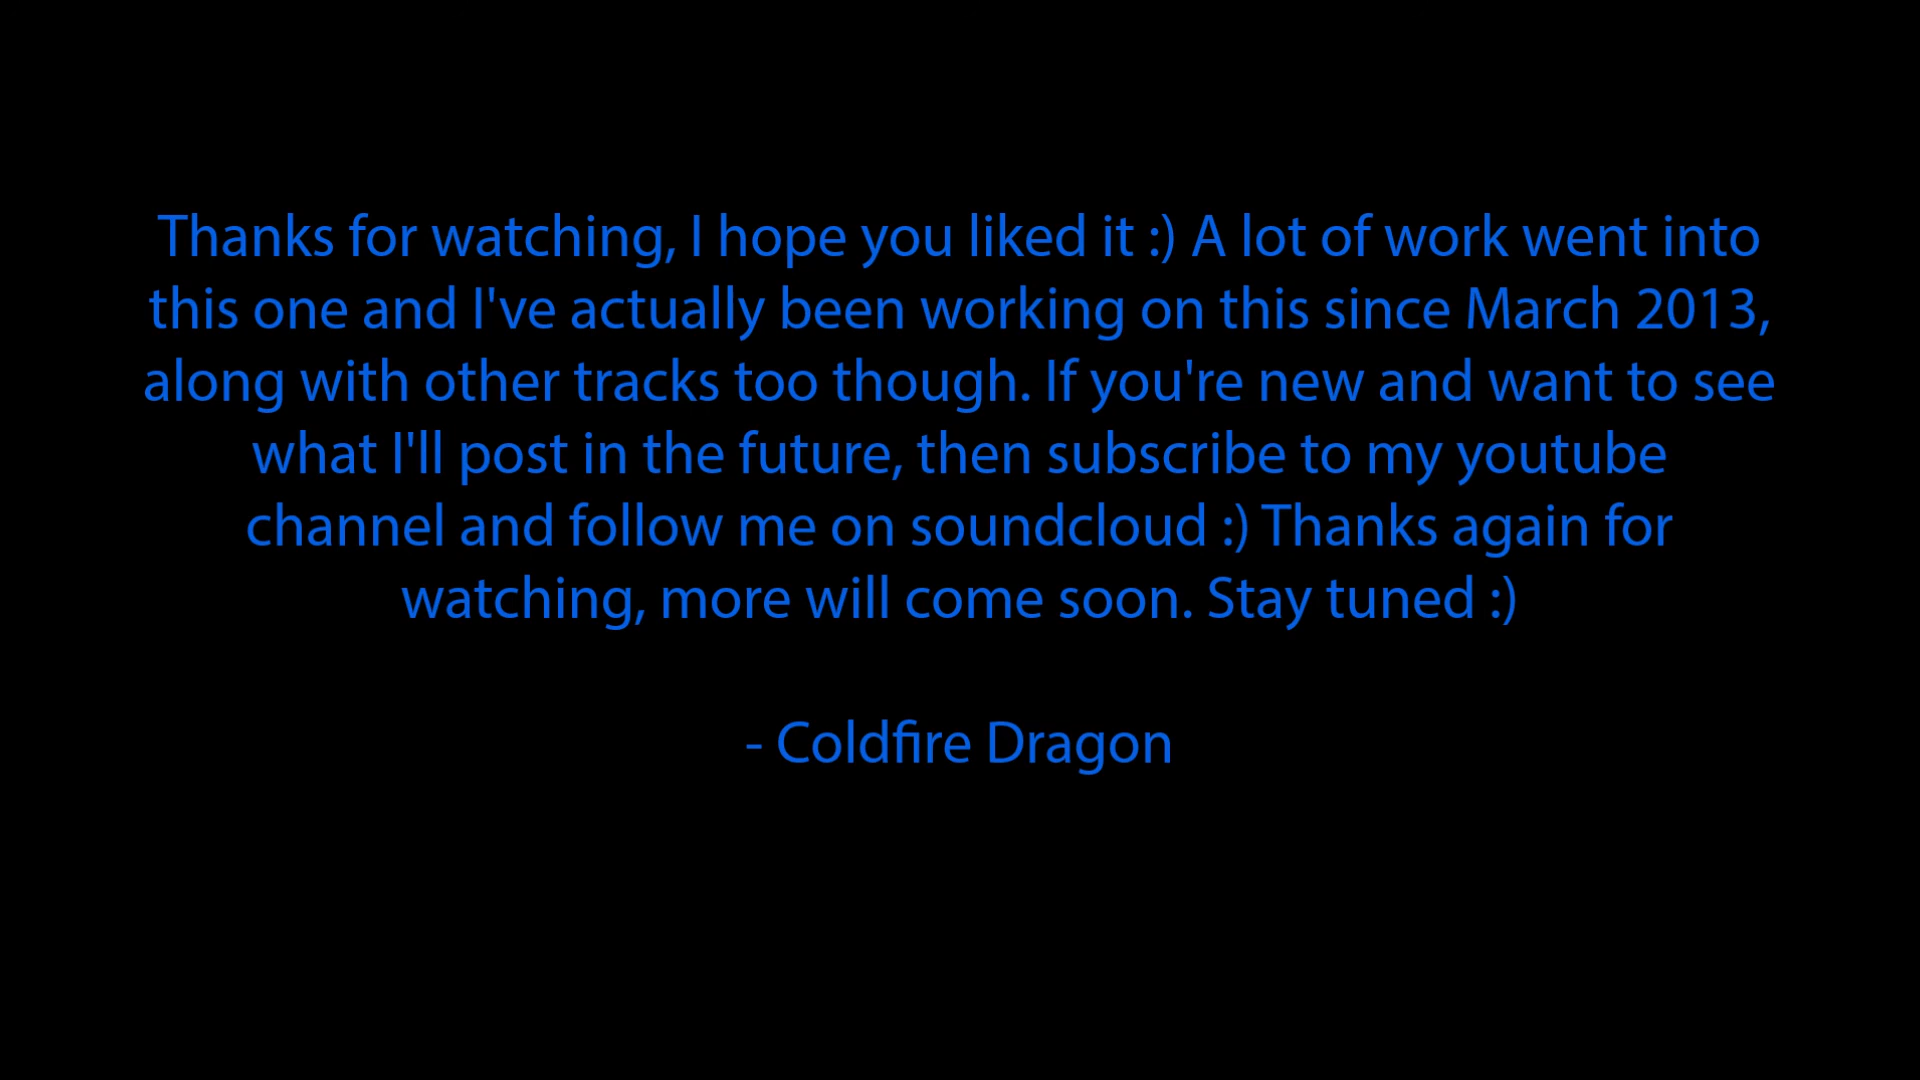 Thanks for watching, I hope you liked it :) A lot of work went into
this one and I've actually been working on this since March 2013,
along with other tracks too though. If you're new and want to see
what I'll post in the future, then subscribe to my youtube
channel and follow me on soundcloud :) Thanks again for
watching, more will come soon. Stay tuned :)
- Coldfire Dragon